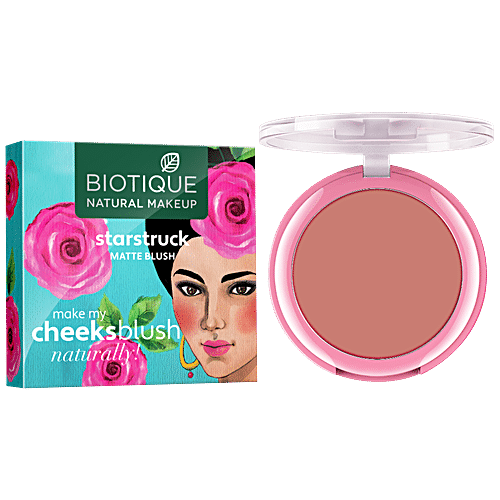 BIOTIQUE
NATURAL MAKEUP
starstruck
MATTE BLUSH
make my
cheeksblush
naturally!